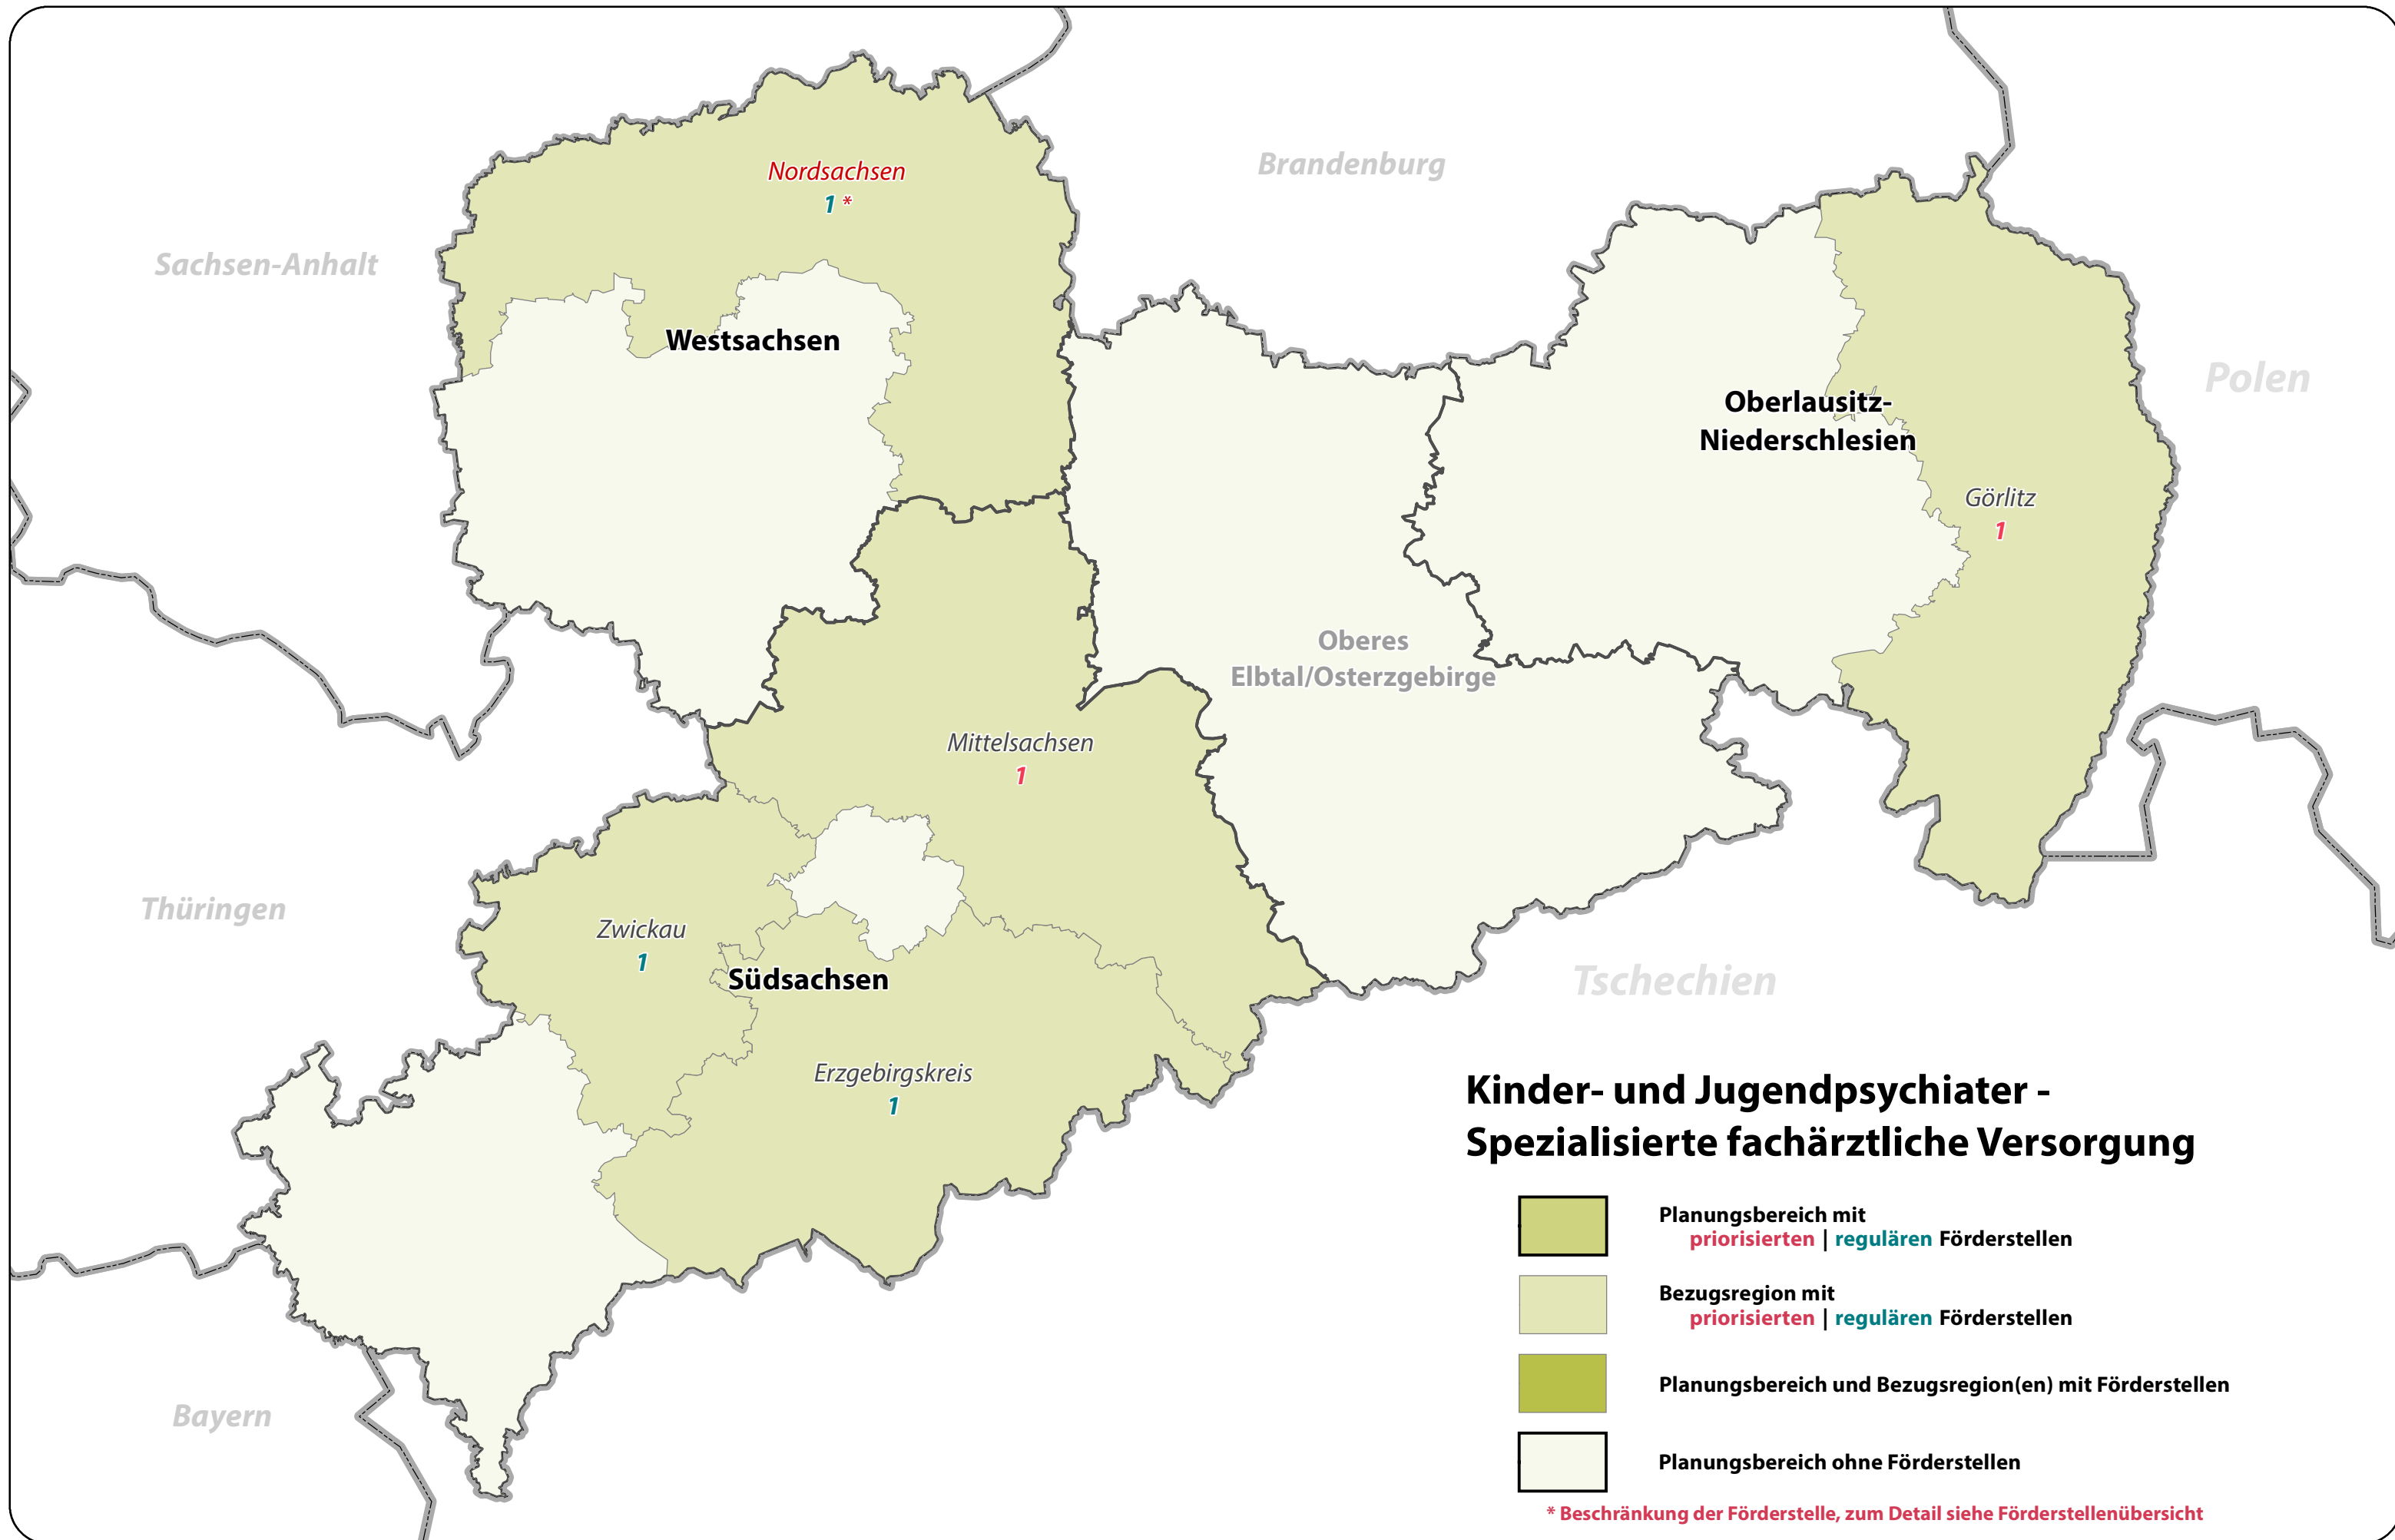 Brandenburg
Nordsachsen
1 *
Sachsen-Anhalt
Westsachsen
Polen
Oberlausitz-
Niederschlesien
Görlitz
1
Oberes
Elbtal/Osterzgebirge
Mittelsachsen
1
Thüringen
Zwickau
1
Südsachsen
Tschechien
Erzgebirgskreis
1
Bayern
Kinder- und Jugendpsychiater -
Spezialisierte fachärztliche Versorgung
Planungsbereich mit
priorisierten | regulären Förderstellen
Bezugsregion mit
priorisierten | regulären Förderstellen
Planungsbereich und Bezugsregion(en) mit Förderstellen
Planungsbereich ohne Förderstellen
* Beschränkung der Förderstelle, zum Detail siehe Förderstellenübersicht